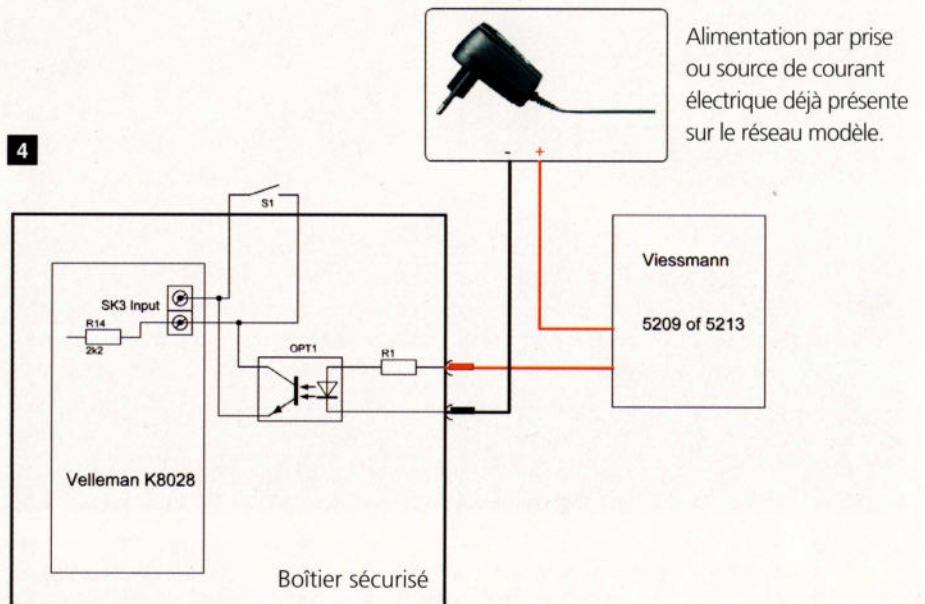 Alimentation par prise
ou source de courant
électrique déjà présente
sur le réseau modèle.
4
- +
S1
Viessmann
5209 of 5213
SK3 Input
R14
2k2
OPT1
R1
Velleman K8028
Boîtier sécurisé